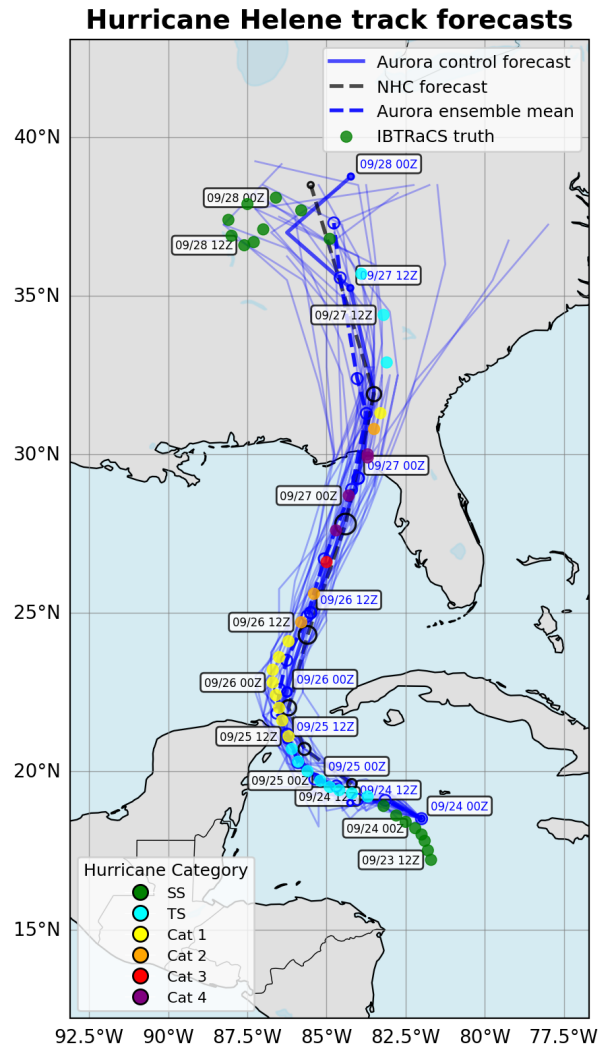 Hurricane Helene track forecasts
Aurora control forecast
NHC forecast
Aurora ensemble mean
IBTRaCS truth
40°N
35°N
30°N
25°N
20°N
15°N
09/28 00Z
09/28 00Z
09/28 12Z
09/27 12Z
09/27 12Z
09/27 00Z
09/27 00Z
09/26 12Z
09/26 12Z
09/26 00Z
09/26 00Z
09/25 12Z
09/25 12Z
09/25 00Z
09/25 00Z
09/24 12Z
09/24 12Z
09/24 00Z
09/24 00Z
09/23 12Z
Hurricane Category
SS
TS
Cat 1
Cat 2
Cat 3
Cat 4
92.5°W
90°W
87.5°W
85°W
82.5°W
80°W
77.5°W